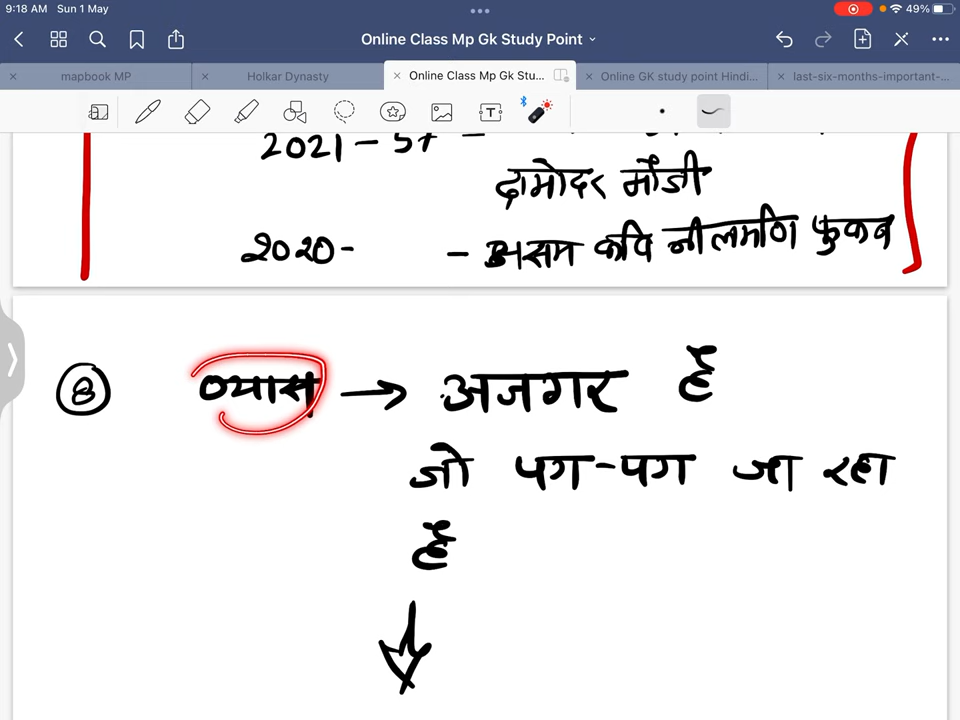 9:18 AM Sun 1 May
49%
Online Class Mp Gk Study Point
mapbook MP
Holkar Dynasty
Online Class Mp Gk Stu...
Online GK study point Hindi...
last-six-months-important-...
2021 - 57 -
दामोदर मौजो
2020- - असम कवि नीलमणि फुकन
8 व्यास → अजगर है
जो पग-पग जा रहा
है